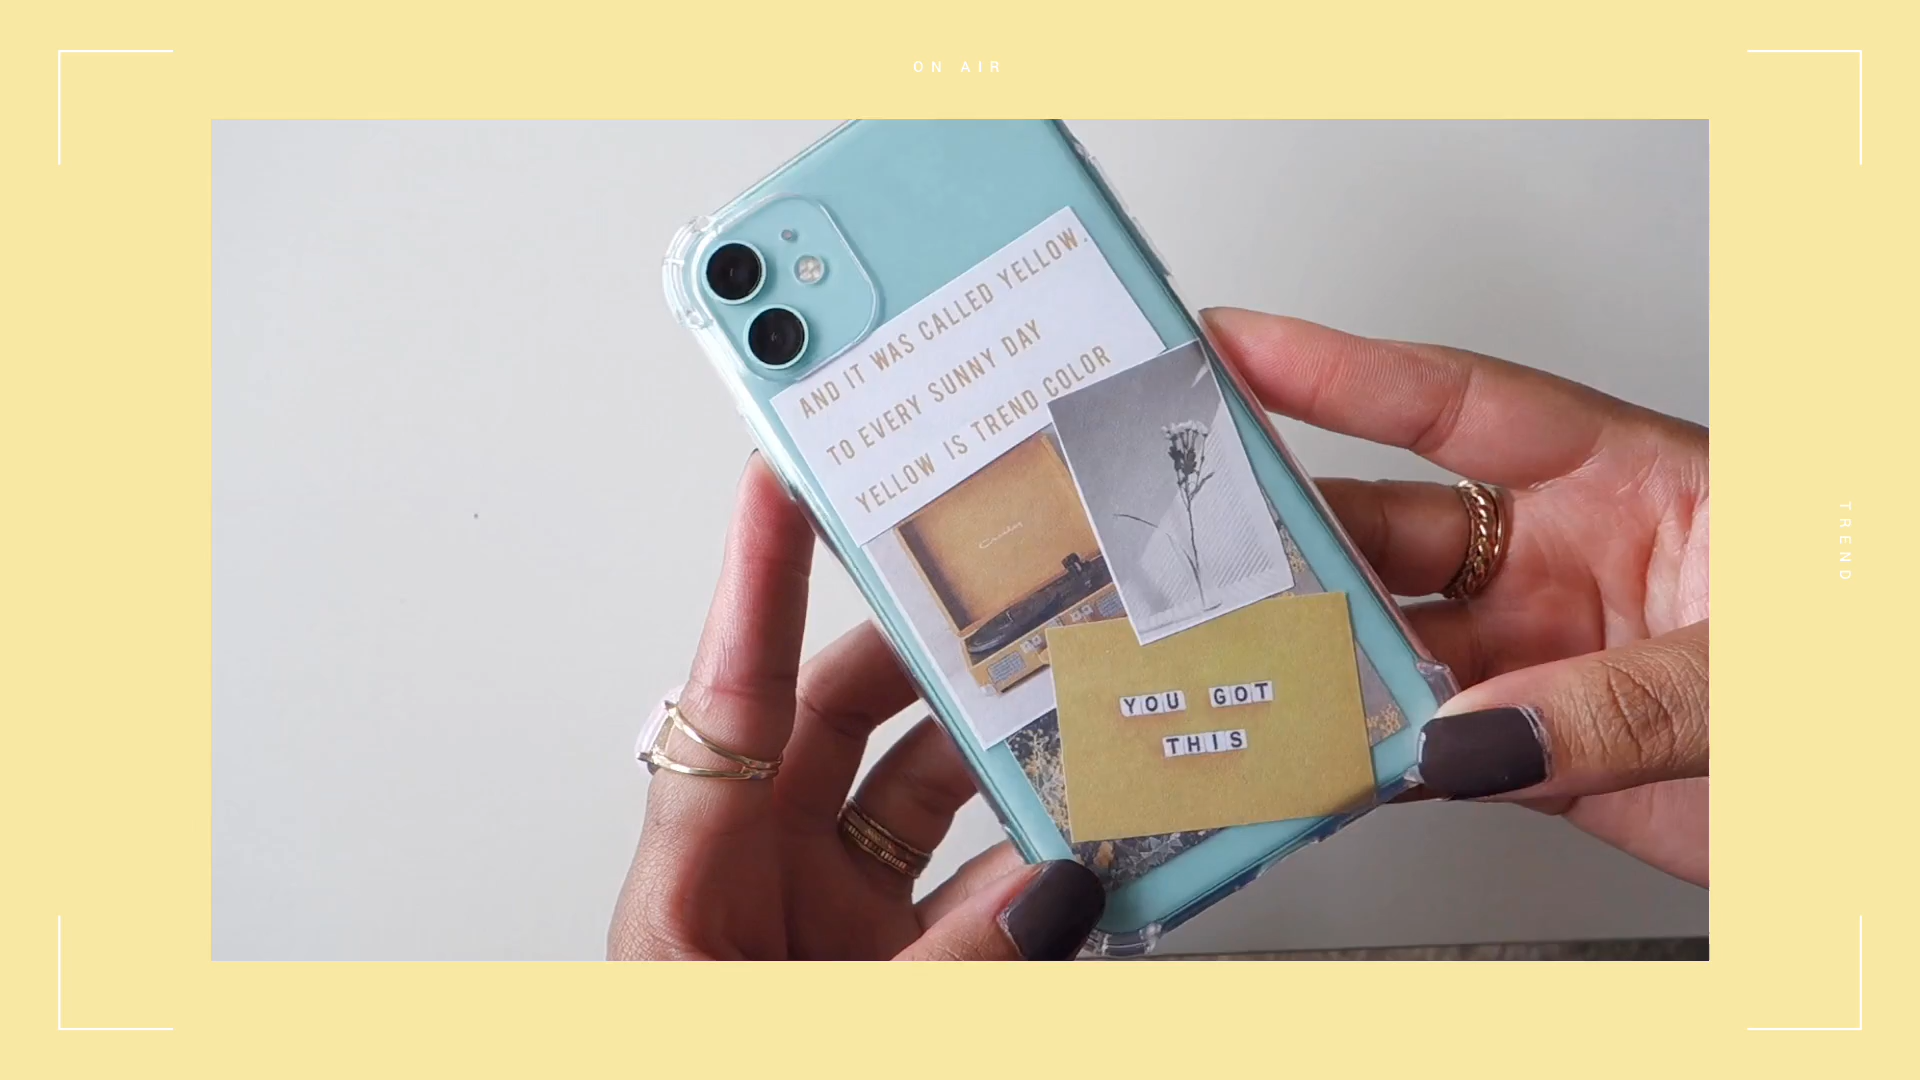 ON AIR
AND IT WAS CALLED YELLOW.
TO EVERY SUNNY DAY
YELLOW IS TREND COLOR
Crosley
YOU GOT
THIS
TREND